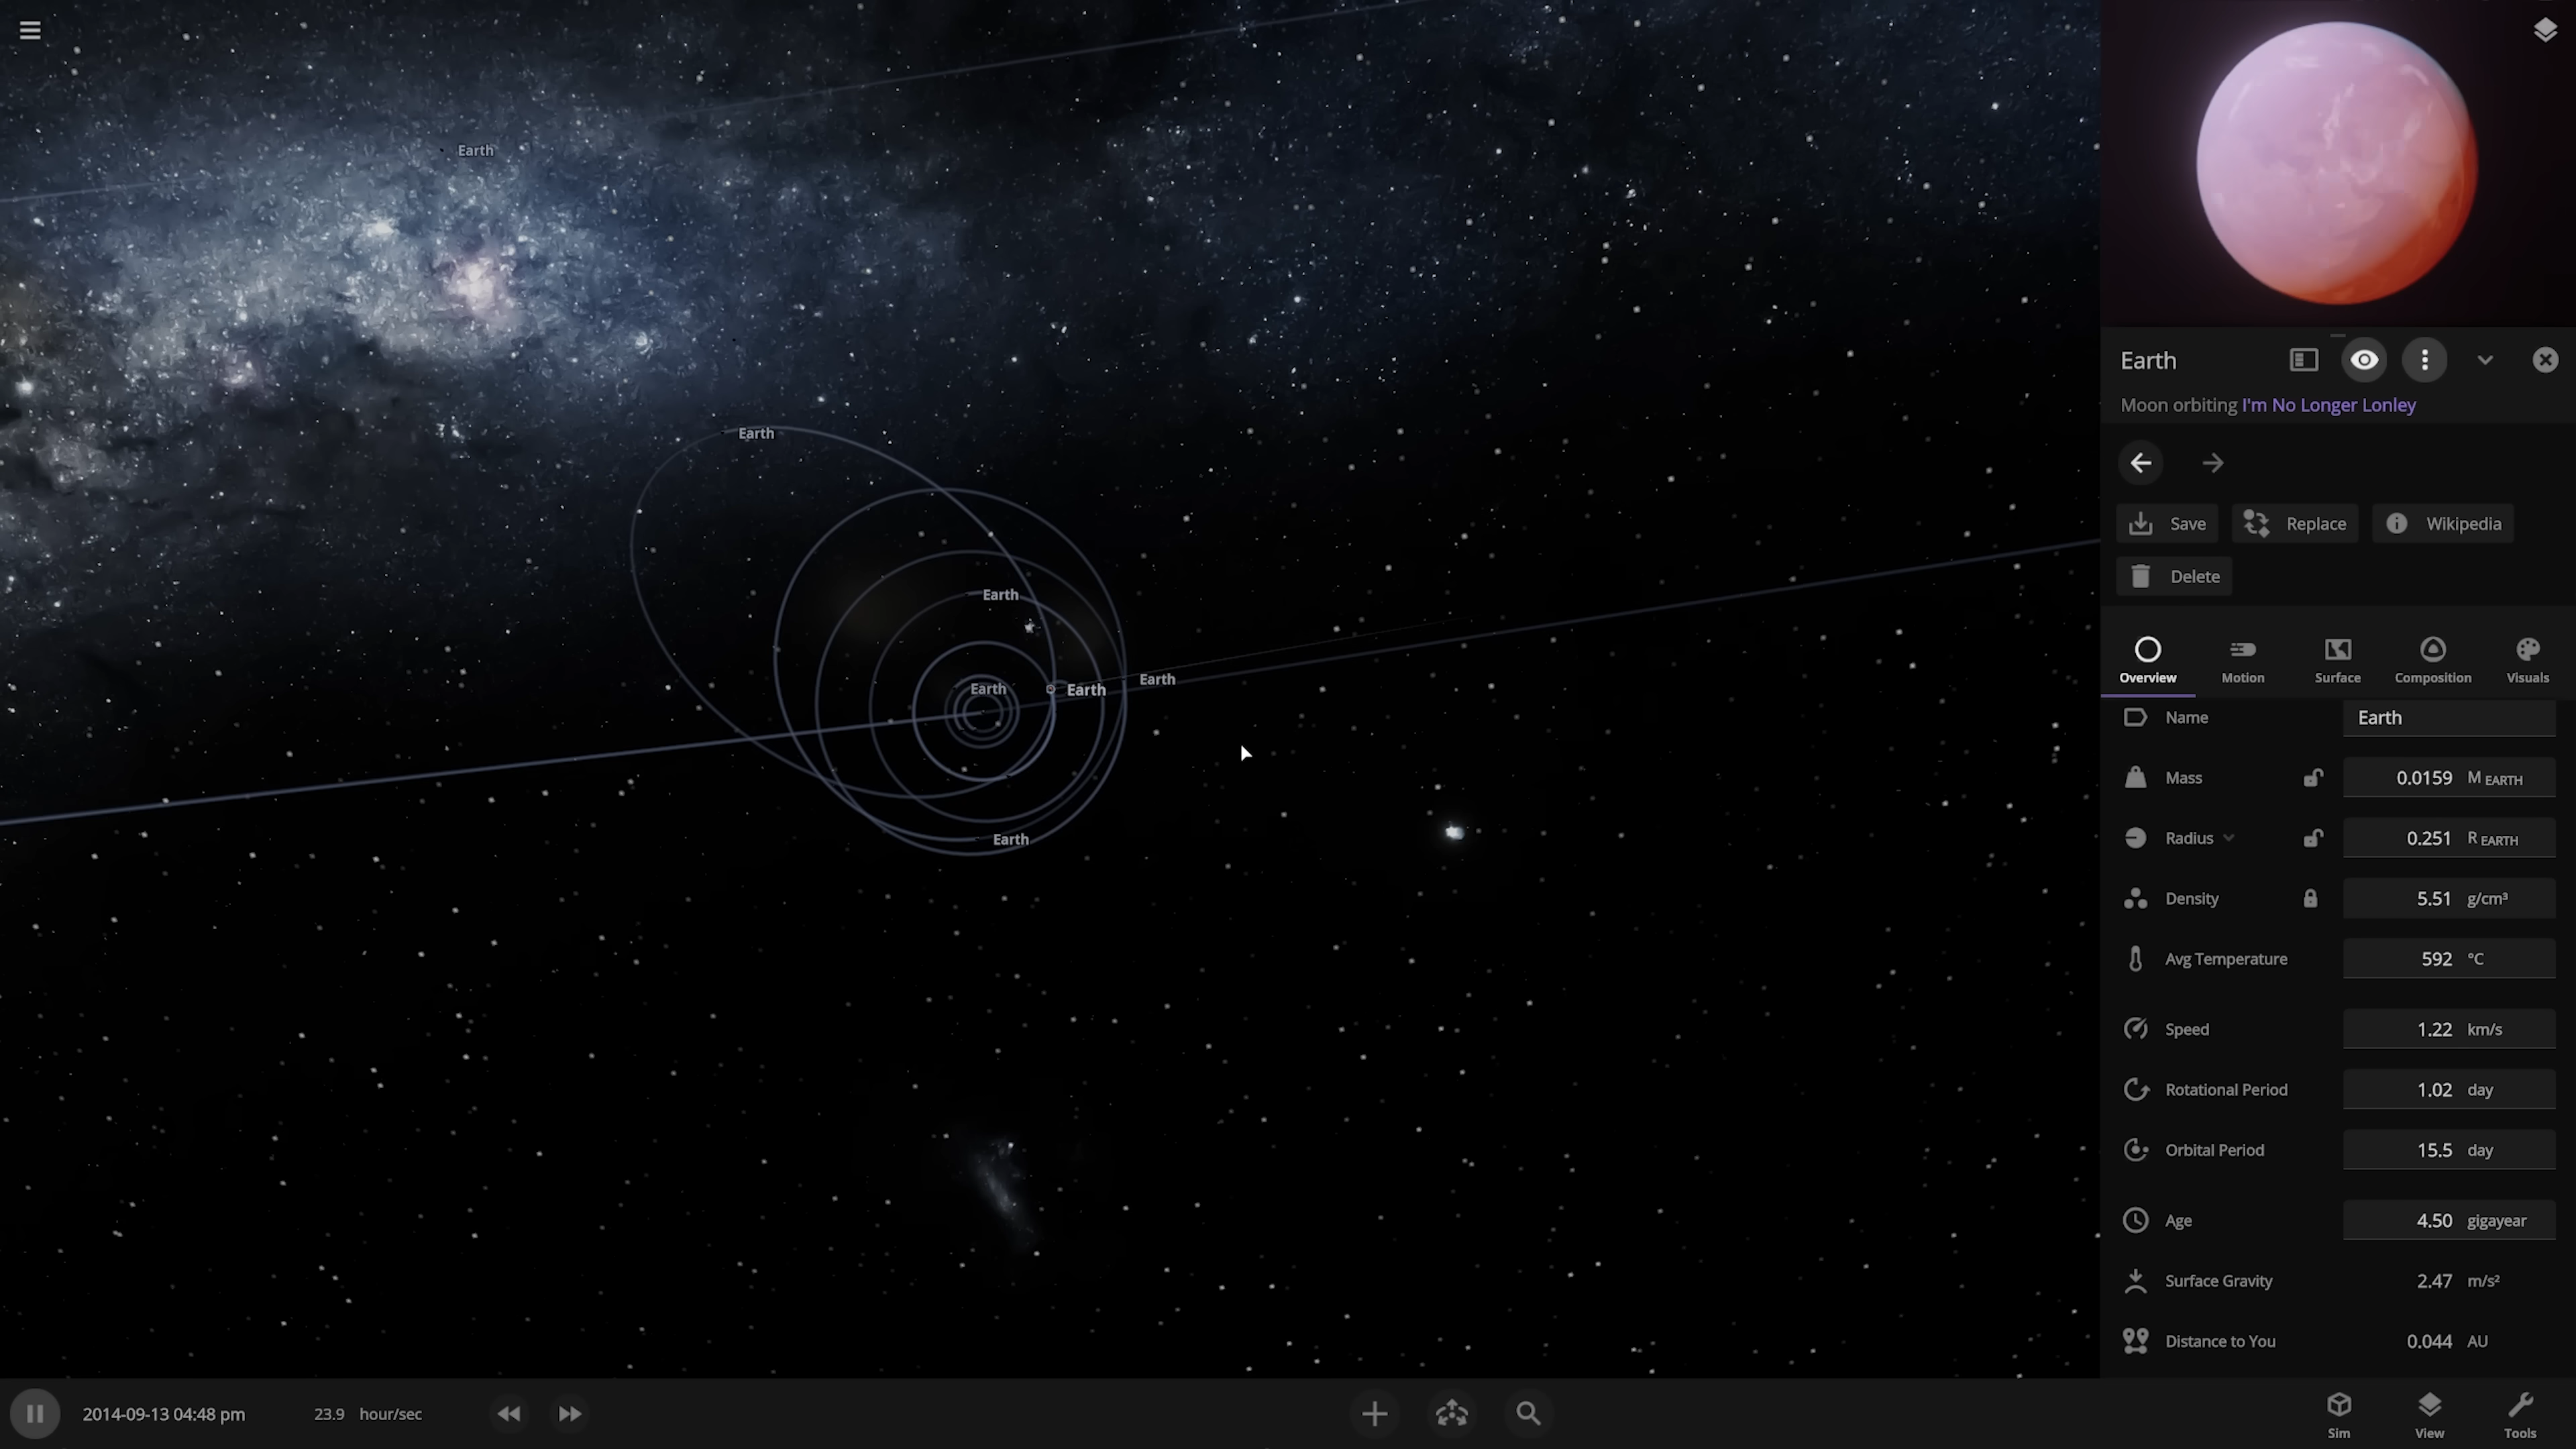 Earth
Earth
Earth
Earth
Earth
Earth
Earth
Earth
Moon orbiting I'm No Longer Lonley
Save
Replace
Wikipedia
Delete
Overview
Motion
Surface
Composition
Visuals
Name Earth
Mass 0.0159 M EARTH
Radius 0.251 R EARTH
Density 5.51 g/cm³
Avg Temperature 592 °C
Speed 1.22 km/s
Rotational Period 1.02 day
Orbital Period 15.5 day
Age 4.50 gigayear
Surface Gravity 2.47 m/s²
Distance to You 0.044 AU
2014-09-13 04:48 pm 23.9 hour/sec
Sim
View
Tools